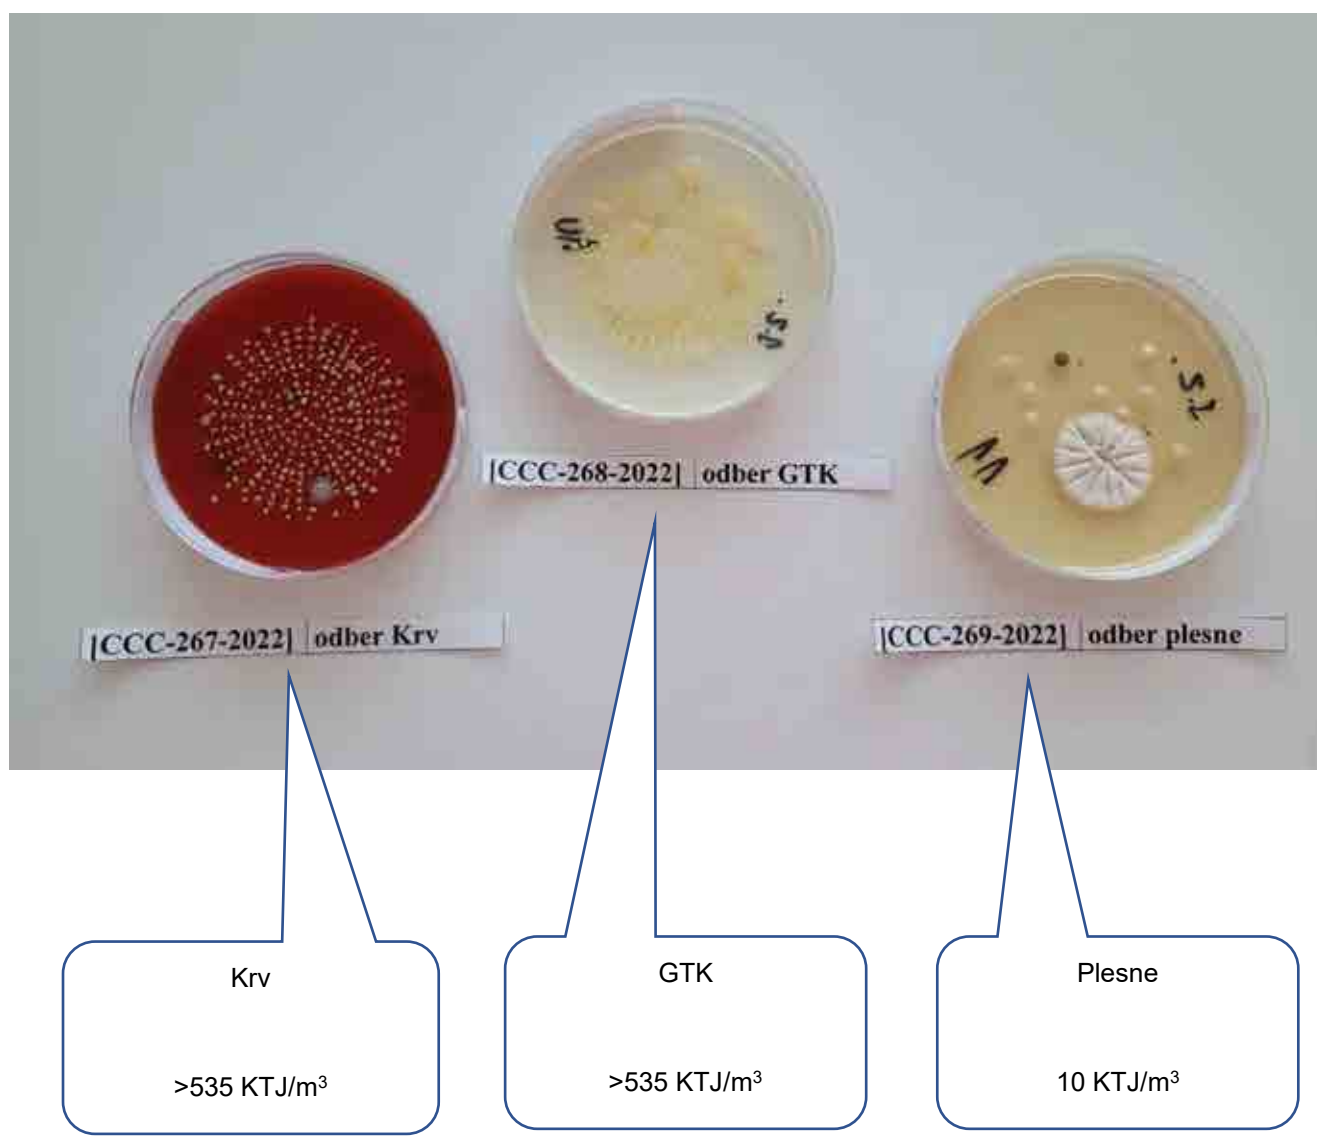 [CCC-268-2022] odber GTK
[CCC-267-2022] odber Krv
[CCC-269-2022] odber plesne
Krv
>535 KTJ/m³
GTK
>535 KTJ/m³
Plesne
10 KTJ/m³